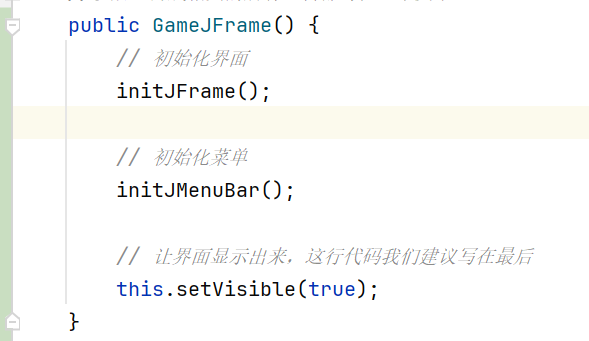 public GameJFrame() {
// 初始化界面
initJFrame();
// 初始化菜单
initJMenuBar();
// 让界面显示出来，这行代码我们建议写在最后
this.setVisible(true);
}